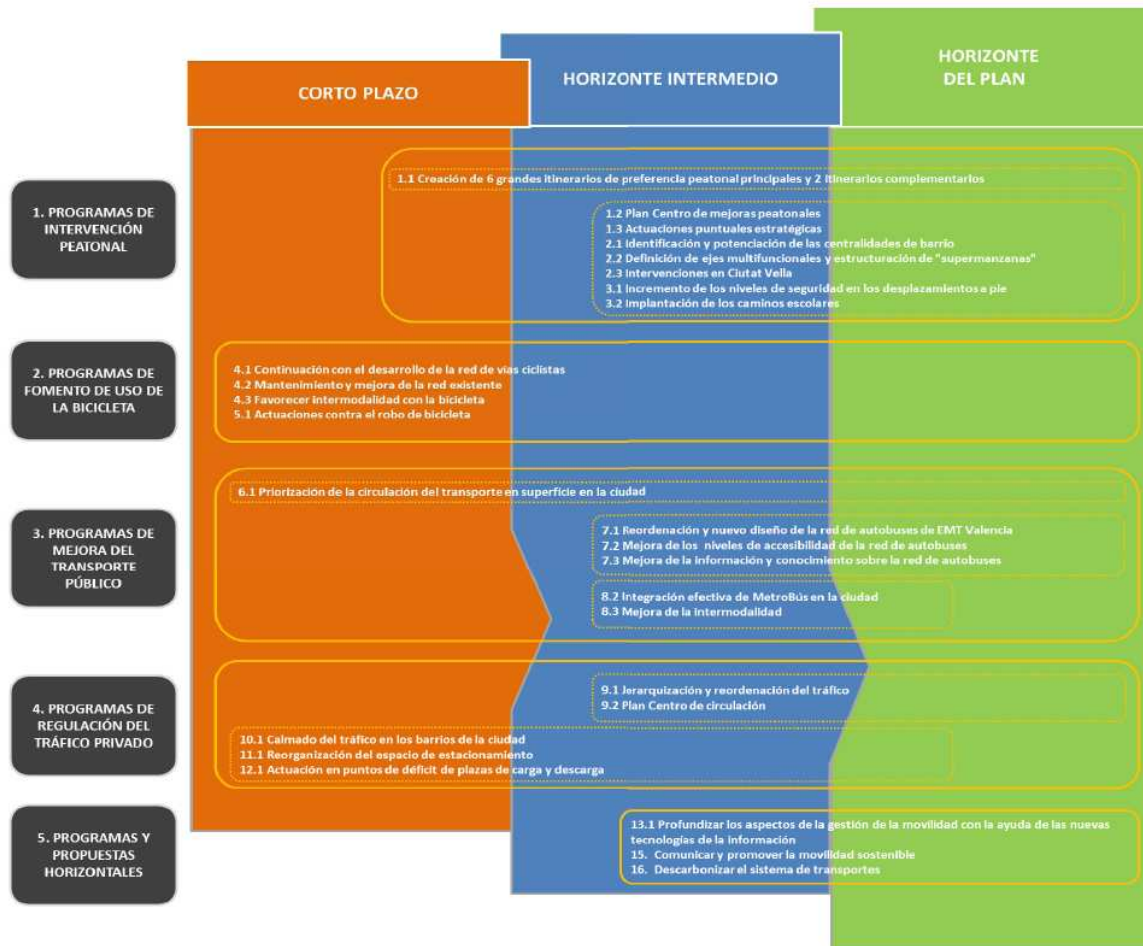 CORTO PLAZO
HORIZONTE INTERMEDIO
HORIZONTE
DEL PLAN
1. PROGRAMAS DE
INTERVENCIÓN
PEATONAL
1.1 Creación de 6 grandes itinerarios de preferencia peatonal principales y 2 itinerarios complementarios
1.2 Plan Centro de mejoras peatonales
1.3 Actuaciones puntuales estratégicas
2.1 Identificación y potenciación de las centralidades de barrio
2.2 Definición de ejes multifuncionales y estructuración de "supermanzanas"
2.3 Intervenciones en Ciutat Vella
3.1 Incremento de los niveles de seguridad en los desplazamientos a pie
3.2 Implantación de los caminos escolares
2. PROGRAMAS DE
FOMENTO DE USO DE
LA BICICLETA
4.1 Continuación con el desarrollo de la red de vías ciclistas
4.2 Mantenimiento y mejora de la red existente
4.3 Favorecer intermodalidad con la bicicleta
5.1 Actuaciones contra el robo de bicicleta
3. PROGRAMAS DE
MEJORA DEL
TRANSPORTE
PÚBLICO
6.1 Priorización de la circulación del transporte en superficie en la ciudad
7.1 Reordenación y nuevo diseño de la red de autobuses de EMT Valencia
7.2 Mejora de los niveles de accesibilidad de la red de autobuses
7.3 Mejora de la información y conocimiento sobre la red de autobuses
8.2 Integración efectiva de MetroBús en la ciudad
8.3 Mejora de la intermodalidad
4. PROGRAMAS DE
REGULACIÓN DEL
TRÁFICO PRIVADO
9.1 Jerarquización y reordenación del tráfico
9.2 Plan Centro de circulación
10.1 Calmado del tráfico en los barrios de la ciudad
11.1 Reorganización del espacio de estacionamiento
12.1 Actuación en puntos de déficit de plazas de carga y descarga
5. PROGRAMAS Y
PROPUESTAS
HORIZONTALES
13.1 Profundizar los aspectos de la gestión de la movilidad con la ayuda de las nuevas
tecnologías de la información
15. Comunicar y promover la movilidad sostenible
16. Descarbonizar el sistema de transportes